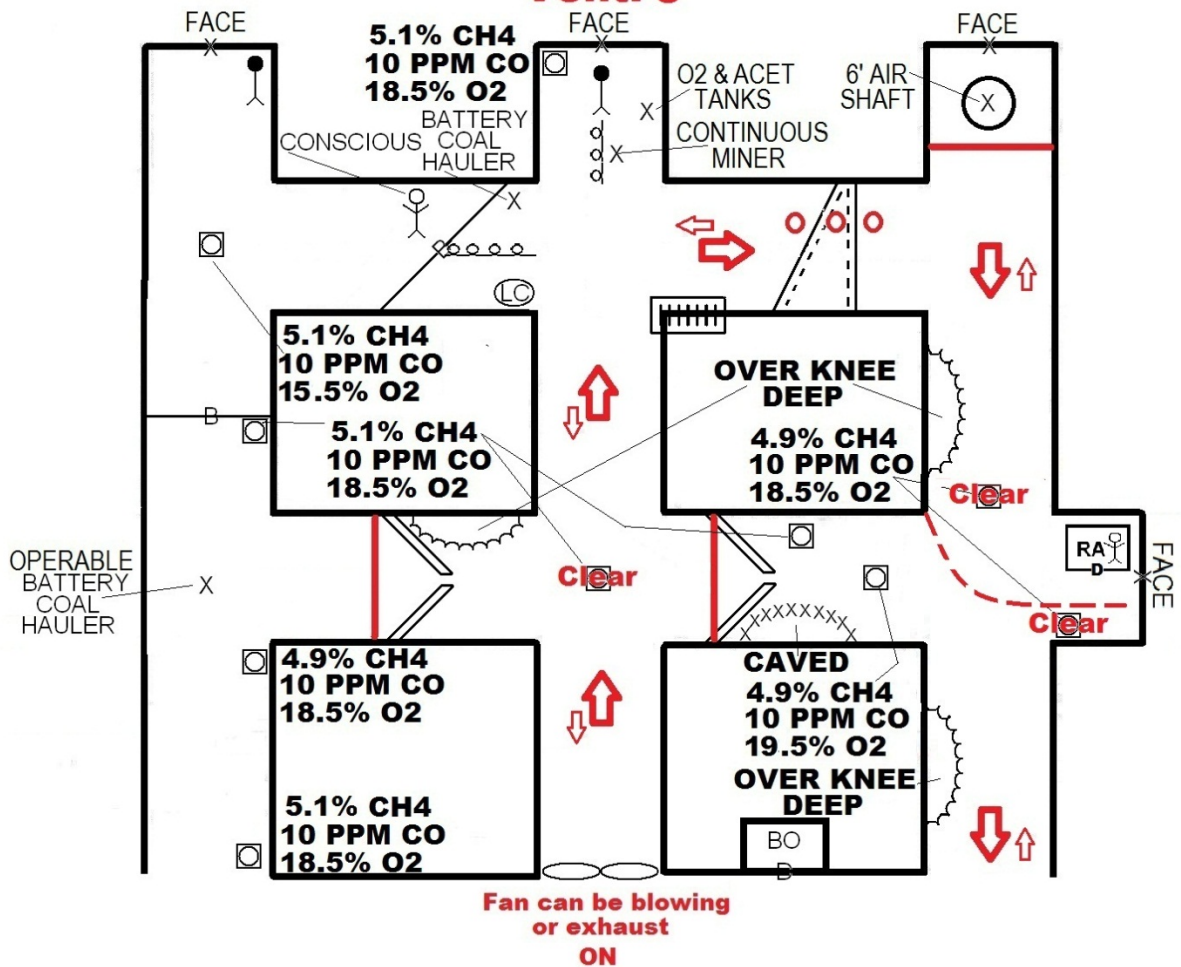 FACE
5.1% CH4
10 PPM CO
18.5% O2
FACE
FACE
O2 & ACET
TANKS
6' AIR
SHAFT
X
X
X
X
X
CONSCIOUS
BATTERY
COAL
HAULER
X
CONTINUOUS
MINER
X
LC
5.1% CH4
10 PPM CO
15.5% O2
B
5.1% CH4
10 PPM CO
18.5% O2
OVER KNEE
DEEP
4.9% CH4
10 PPM CO
18.5% O2
Clear
OPERABLE
BATTERY
COAL
HAULER
X
Clear
RA
D
FACE
X
Clear
4.9% CH4
10 PPM CO
18.5% O2
XXXXXXXXXXX
CAVED
4.9% CH4
10 PPM CO
19.5% O2
OVER KNEE
DEEP
5.1% CH4
10 PPM CO
18.5% O2
BO
D
Fan can be blowing
or exhaust
ON